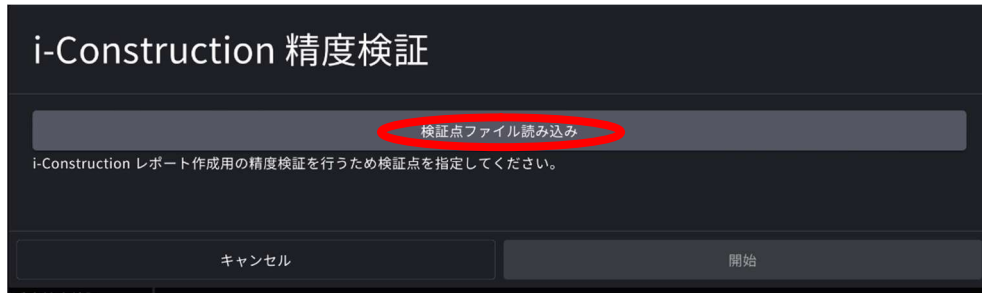 i-Construction 精度検証
検証点ファイル読み込み
i-Construction レポート作成用の精度検証を行うため検証点を指定してください。
キャンセル
開始